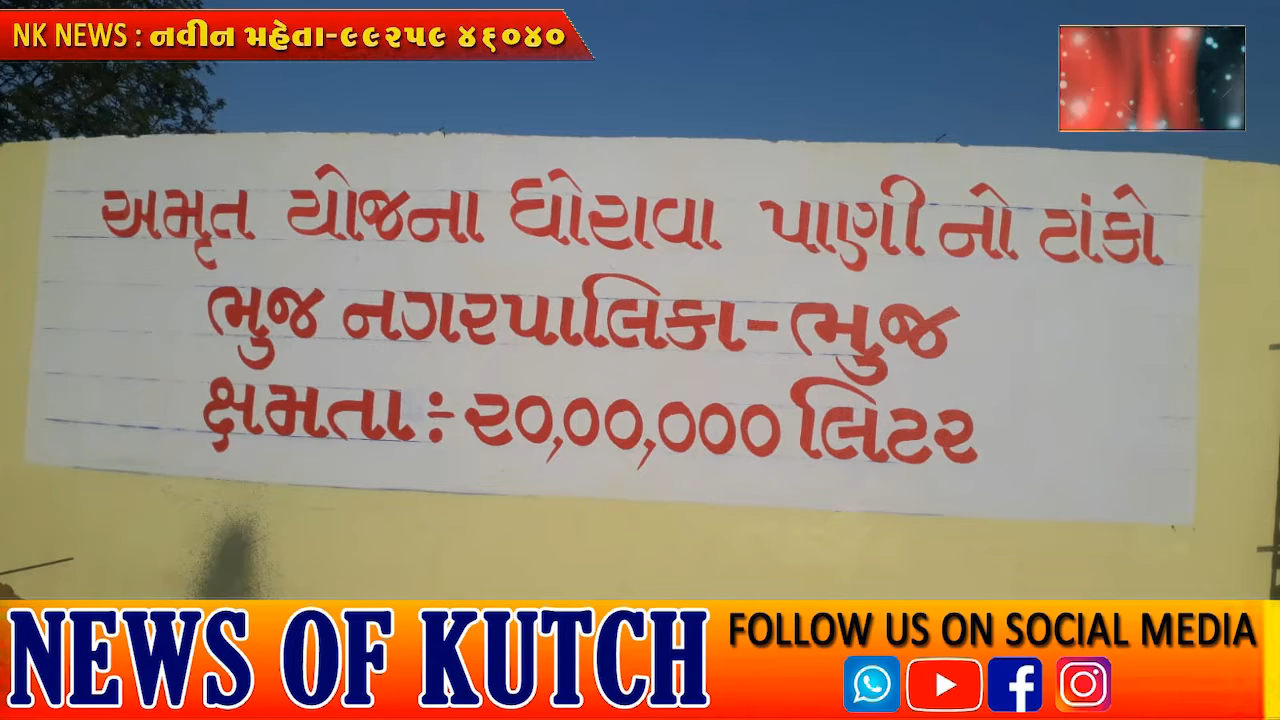 NK NEWS : નવીન મહેતા-૯૯૨૫૯ ૪૧૦૪૦
અમૃત યોજના ધોરાવા પાણી નો ટાંકો
ભુજ નગરપાલિકા-ભુજ
ક્ષમતા ÷ ૨૦,૦૦,૦૦૦ લિટર
NEWS OF KUTCH
FOLLOW US ON SOCIAL MEDIA